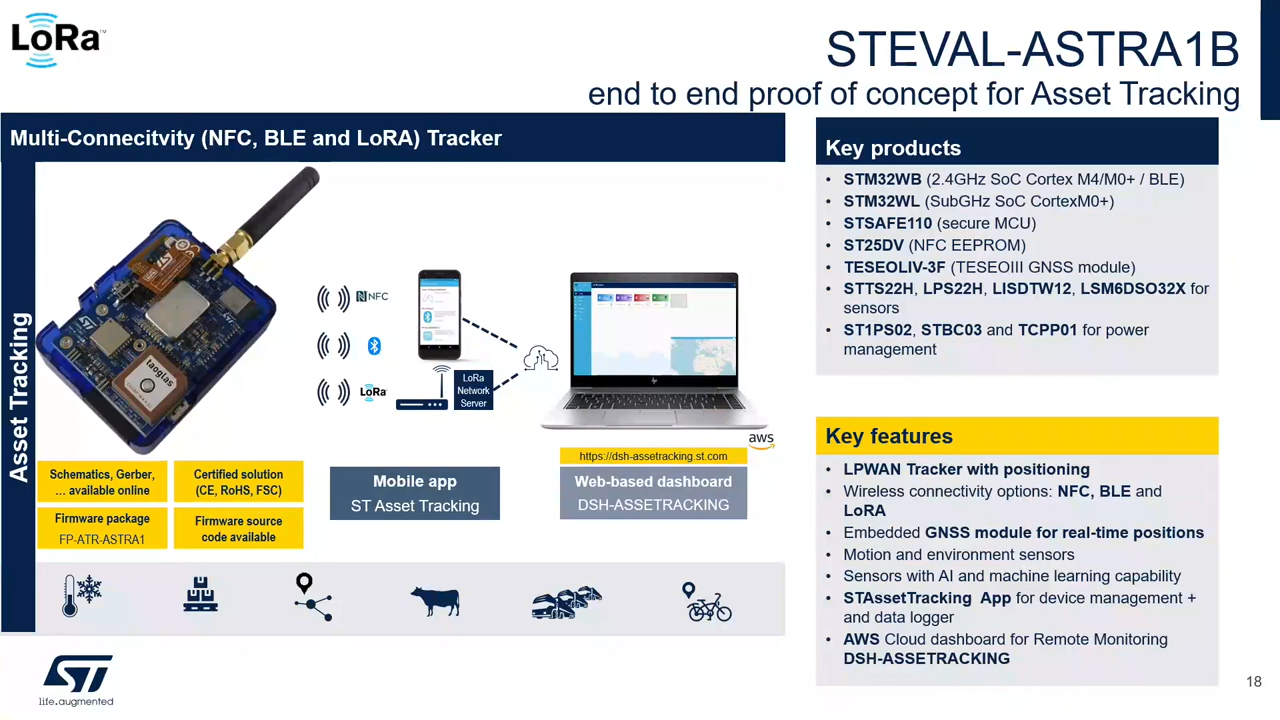 LoRa™
STEVAL-ASTRA1B
end to end proof of concept for Asset Tracking
Multi-Connecitvity (NFC, BLE and LoRA) Tracker
Asset Tracking
ST
taoglas
NFC
LoRa
LoRa
Network
Server
hp
aws
Schematics, Gerber,
... available online
Certified solution
(CE, RoHS, FSC)
Firmware package
FP-ATR-ASTRA1
Firmware source
code available
Mobile app
ST Asset Tracking
https://dsh-assetracking.st.com
Web-based dashboard
DSH-ASSETRACKING
Key products
• STM32WB (2.4GHz SoC Cortex M4/M0+ / BLE)
• STM32WL (SubGHz SoC CortexM0+)
• STSAFE110 (secure MCU)
• ST25DV (NFC EEPROM)
• TESEOLIV-3F (TESEOIII GNSS module)
• STTS22H, LPS22H, LISDTW12, LSM6DSO32X for
sensors
• ST1PS02, STBC03 and TCPP01 for power
management
Key features
• LPWAN Tracker with positioning
• Wireless connectivity options: NFC, BLE and
LoRA
• Embedded GNSS module for real-time positions
• Motion and environment sensors
• Sensors with AI and machine learning capability
• STAssetTracking App for device management +
and data logger
• AWS Cloud dashboard for Remote Monitoring
DSH-ASSETRACKING
ST
life.augmented
18